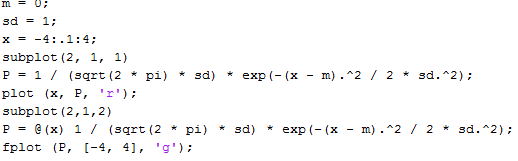 m = 0;
sd = 1;
x = -4:.1:4;
subplot(2, 1, 1)
P = 1 / (sqrt(2 * pi) * sd) * exp(-(x - m).^2 / 2 * sd.^2);
plot (x, P, 'r');
subplot(2,1,2)
P = @(x) 1 / (sqrt(2 * pi) * sd) * exp(-(x - m).^2 / 2 * sd.^2);
fplot (P, [-4, 4], 'g');